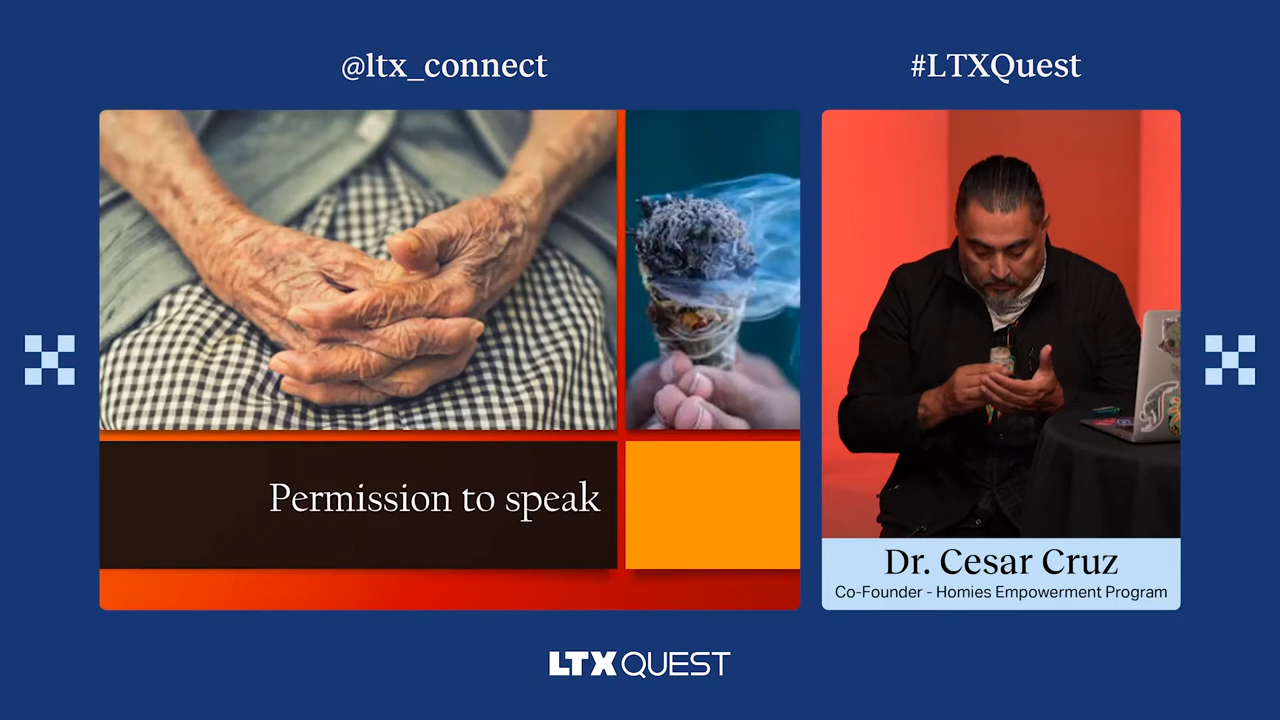 @ltx_connect
#LTXQuest
Permission to speak
Dr. Cesar Cruz
Co-Founder - Homies Empowerment Program
LTX QUEST